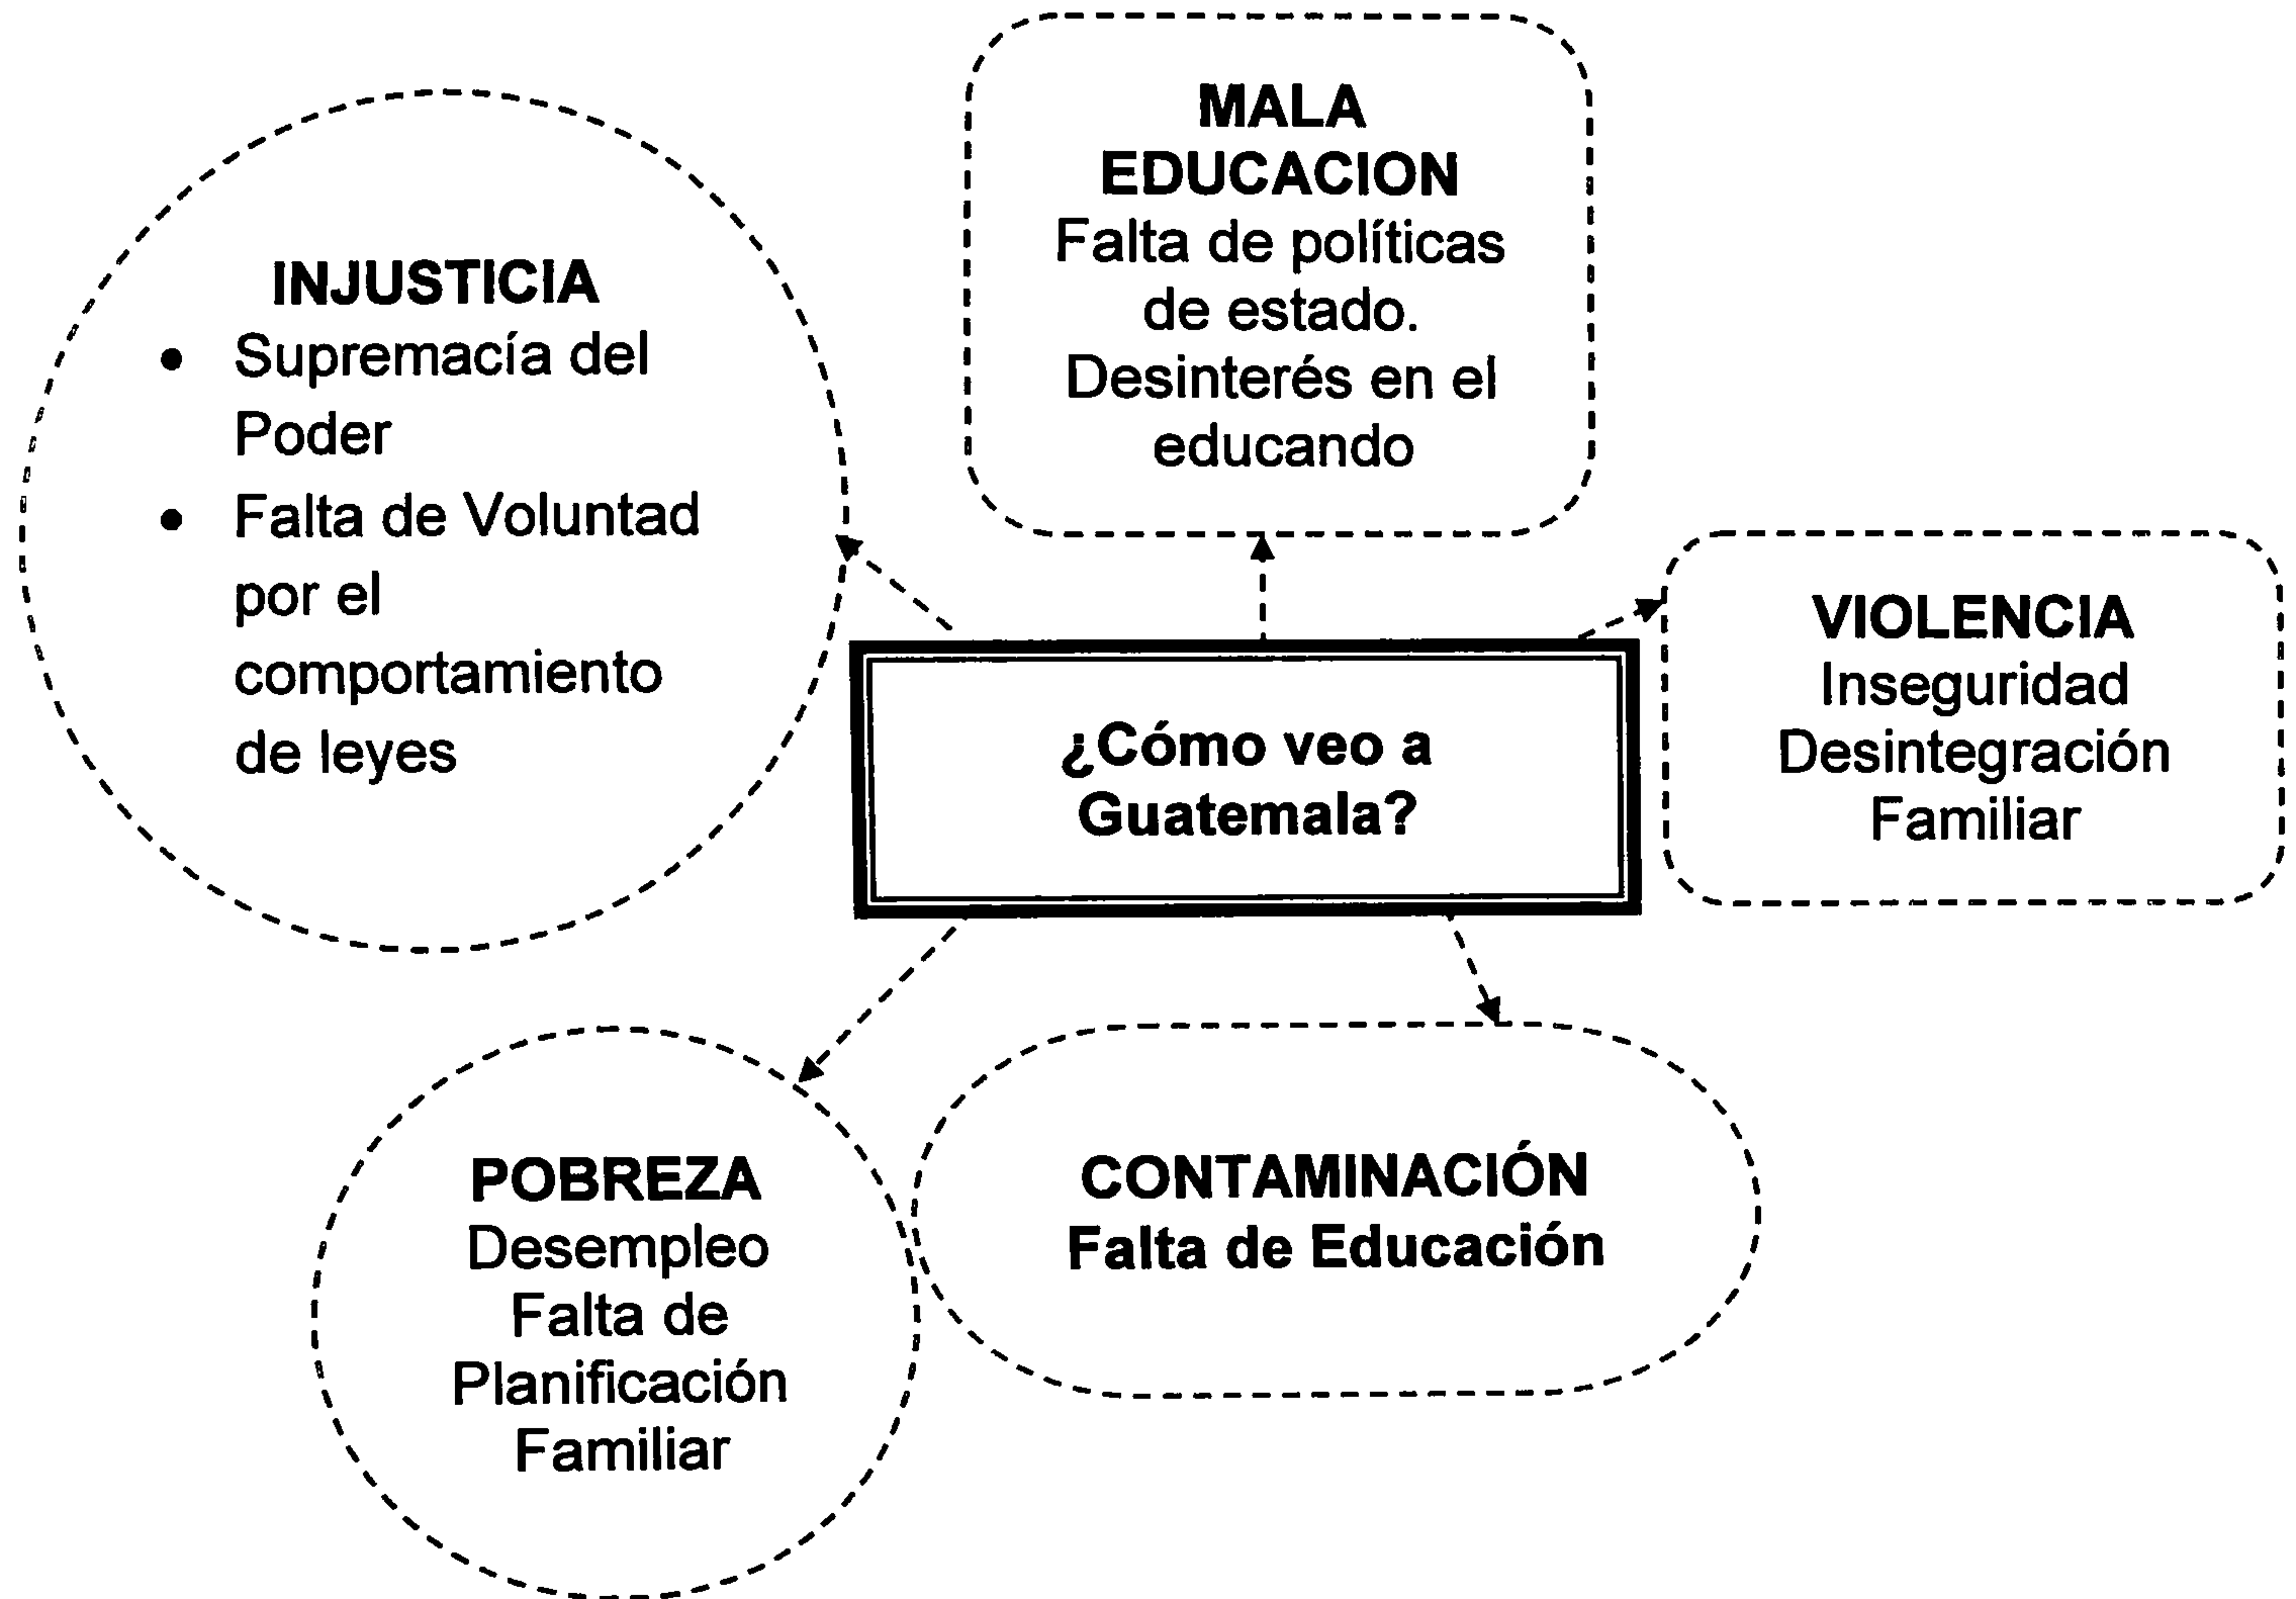 MALA
EDUCACION
Falta de políticas
de estado.
Desinterés en el
educando
INJUSTICIA
• Supremacía del
Poder
• Falta de Voluntad
por el
comportamiento
de leyes
VIOLENCIA
Inseguridad
Desintegración
Familiar
¿Cómo veo a
Guatemala?
POBREZA
Desempleo
Falta de
Planificación
Familiar
CONTAMINACIÓN
Falta de Educación